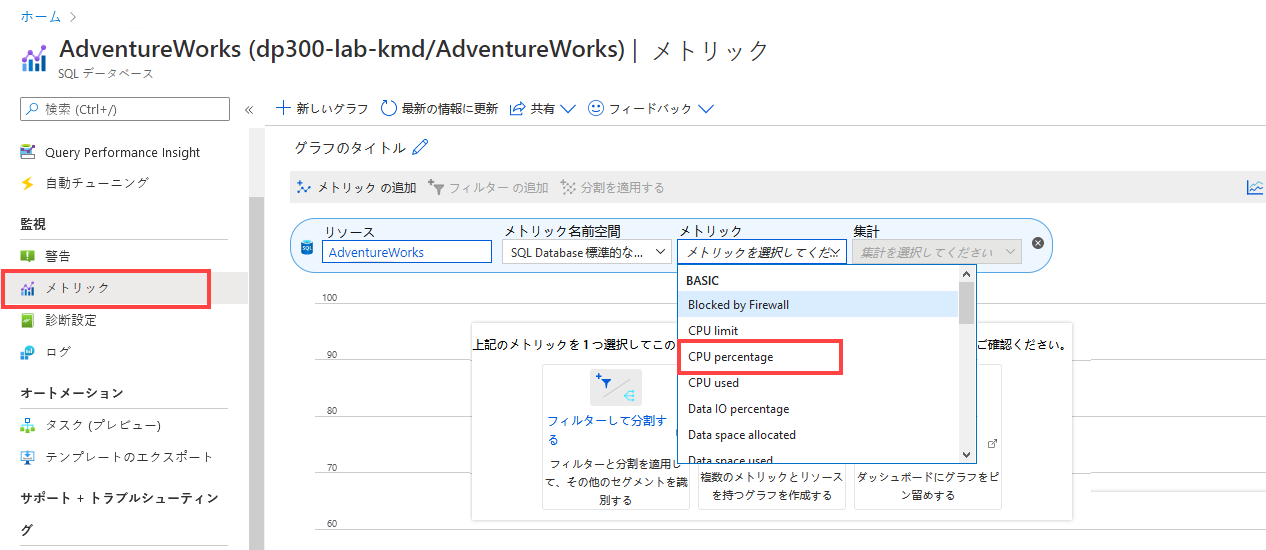 ホーム
AdventureWorks (dp300-lab-kmd/AdventureWorks) | メトリック
SQL データベース
検索 (Ctrl+/)
«
新しいグラフ
最新の情報に更新
共有
フィードバック
Query Performance Insight
自動チューニング
監視
警告
メトリック
診断設定
ログ
オートメーション
タスク (プレビュー)
テンプレートのエクスポート
サポート + トラブルシューティン
グ
グラフのタイトル
メトリック の追加
フィルター の追加
分割を適用する
リソース
AdventureWorks
メトリック名前空間
SQL Database 標準的な...
メトリック
メトリックを選択してくだ...
集計
集計を選択してください
BASIC
Blocked by Firewall
CPU limit
CPU percentage
CPU used
Data IO percentage
Data space allocated
Data space used
100
90
80
70
60
上記のメトリックを 1 つ選択してこの
ご確認ください。
フィルターして分割す
る
フィルターと分割を適用し
て、その他のセグメントを識
別する
複数のメトリックとリソース
を持つグラフを作成する
ダッシュボードにグラフをピ
ン留めする
SQL